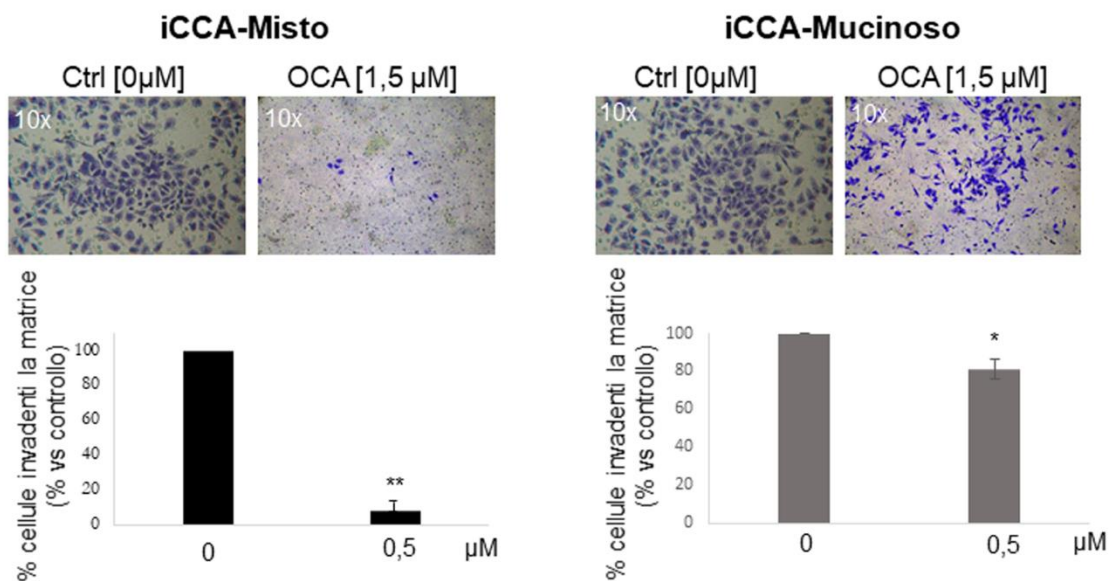 iCCA-Misto
Ctrl [0µM]
OCA [1,5 µM]
10x
% cellule invadenti la matrice
(% vs controllo)
100
80
60
40
20
0
**
0
0,5
µM
iCCA-Mucinoso
Ctrl [0µM]
OCA [1,5 µM]
10x
10x
% cellule invadenti la matrice
(% vs controllo)
100
80
60
40
20
0
*
0
0,5
µM